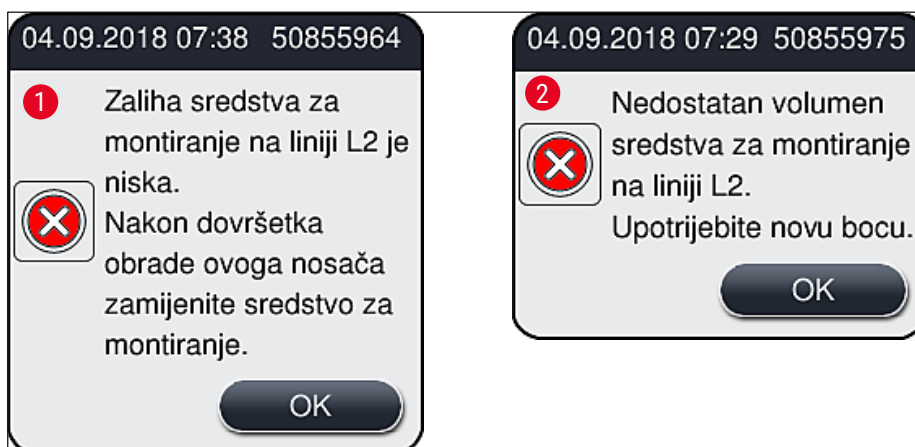 04.09.2018 07:38 50855964
1
Zaliha sredstva za
montiranje na liniji L2 je
niska.
Nakon dovršetka
obrade ovoga nosača
zamijenite sredstvo za
montiranje.
OK
04.09.2018 07:29 50855975
2
Nedostatan volumen
sredstva za montiranje
na liniji L2.
Upotrijebite novu bocu.
OK